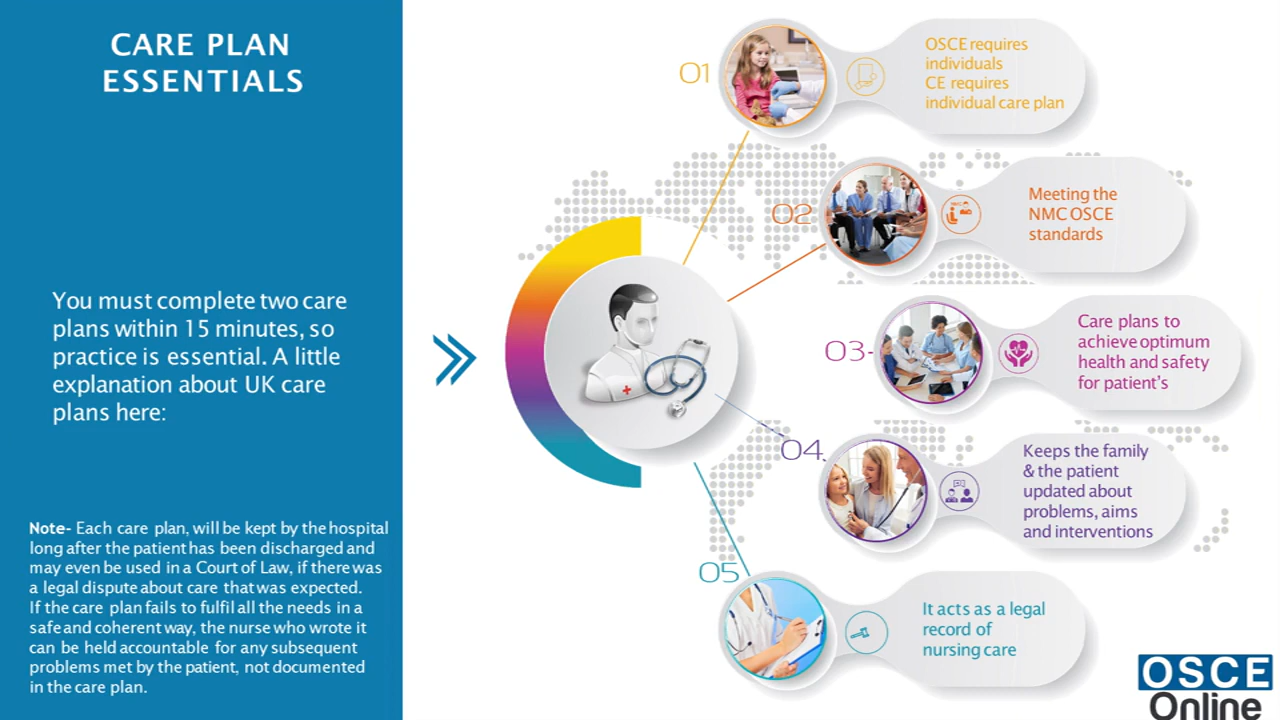 CARE PLAN
ESSENTIALS
You must complete two care
plans within 15 minutes, so
practice is essential. A little
explanation about UK care
plans here:
Note- Each care plan, will be kept by the hospital
long after the patient has been discharged and
may even be used in a Court of Law, if there was
a legal dispute about care that was expected.
If the care plan fails to fulfil all the needs in a
safe and coherent way, the nurse who wrote it
can be held accountable for any subsequent
problems met by the patient, not documented
in the care plan.
01
OSCE requires
individuals
CE requires
individual care plan
02
Meeting the
NMC OSCE
standards
03
Care plans to
achieve optimum
health and safety
for patient's
04
Keeps the family
& the patient
updated about
problems, aims
and interventions
05
It acts as a legal
record of
nursing care
OSCE
Online